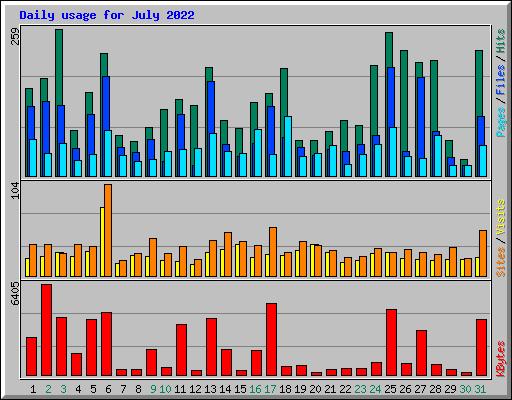 Daily usage for July 2022
259
Pages / Files / Hits
104
Sites / Visits
6405
KBytes
1 2 3 4 5 6 7 8 9 10 11 12 13 14 15 16 17 18 19 20 21 22 23 24 25 26 27 28 29 30 31